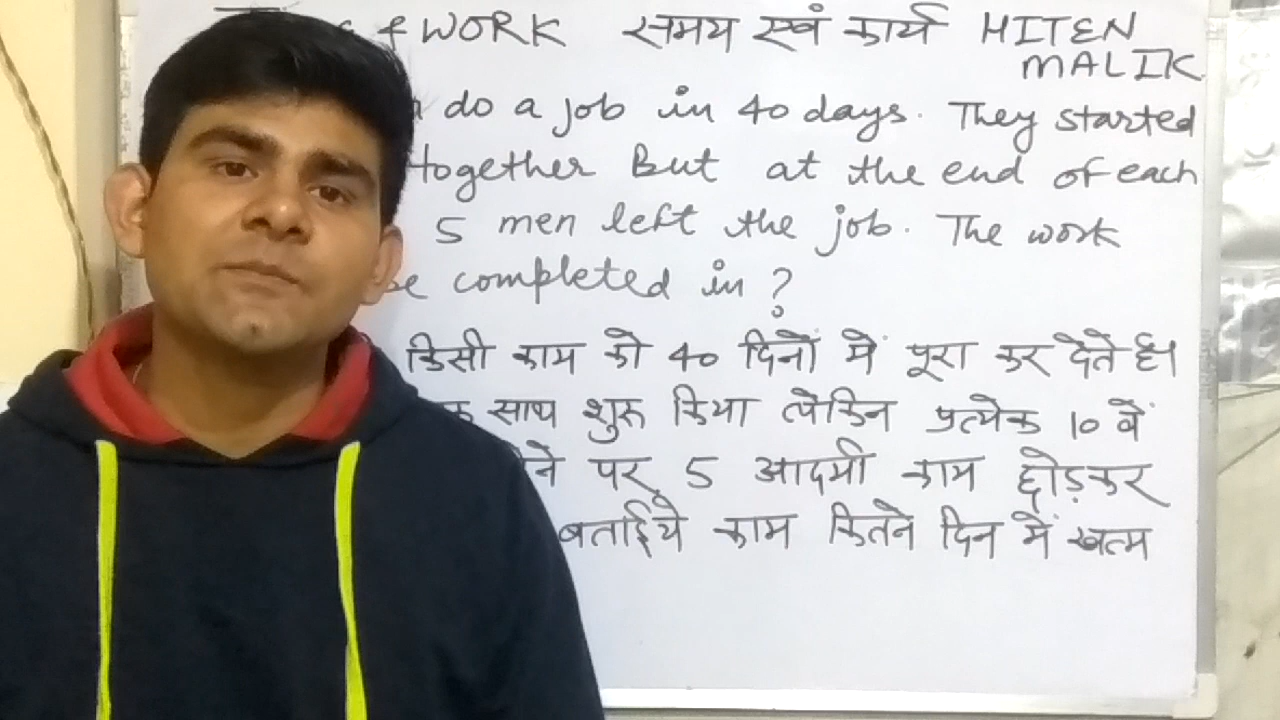 & WORK समय एवं कार्य HITEN
MALIK
do a job in 40 days. They started
together But at the end of each
5 men left the job. The work
completed in ?
किसी काम को 40 दिनों में पूरा कर देते है।
साथ शुरू किया लेकिन प्रत्येक 10 वें
पर 5 आदमी काम छोड़कर
बताईये काम कितने दिन में खत्म